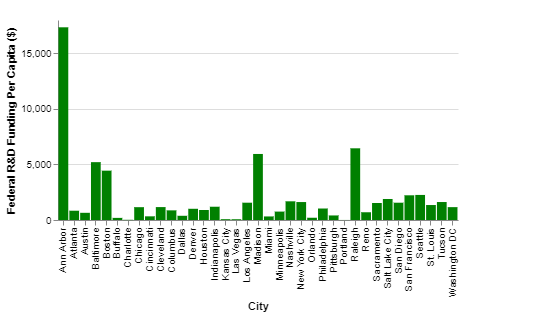 Federal R&D Funding Per Capita ($)
15,000
10,000
5,000
0
Ann Arbor
Atlanta
Austin
Baltimore
Boston
Buffalo
Charlotte
Chicago
Cincinnati
Cleveland
Columbus
Dallas
Denver
Houston
Indianapolis
Kansas City
Las Vegas
Los Angeles
Madison
Miami
Minneapolis
Nashville
New York City
Orlando
Philadelphia
Pittsburgh
Portland
Raleigh
Reno
Sacramento
Salt Lake City
San Diego
San Francisco
Seattle
St. Louis
Tucson
Washington DC
City